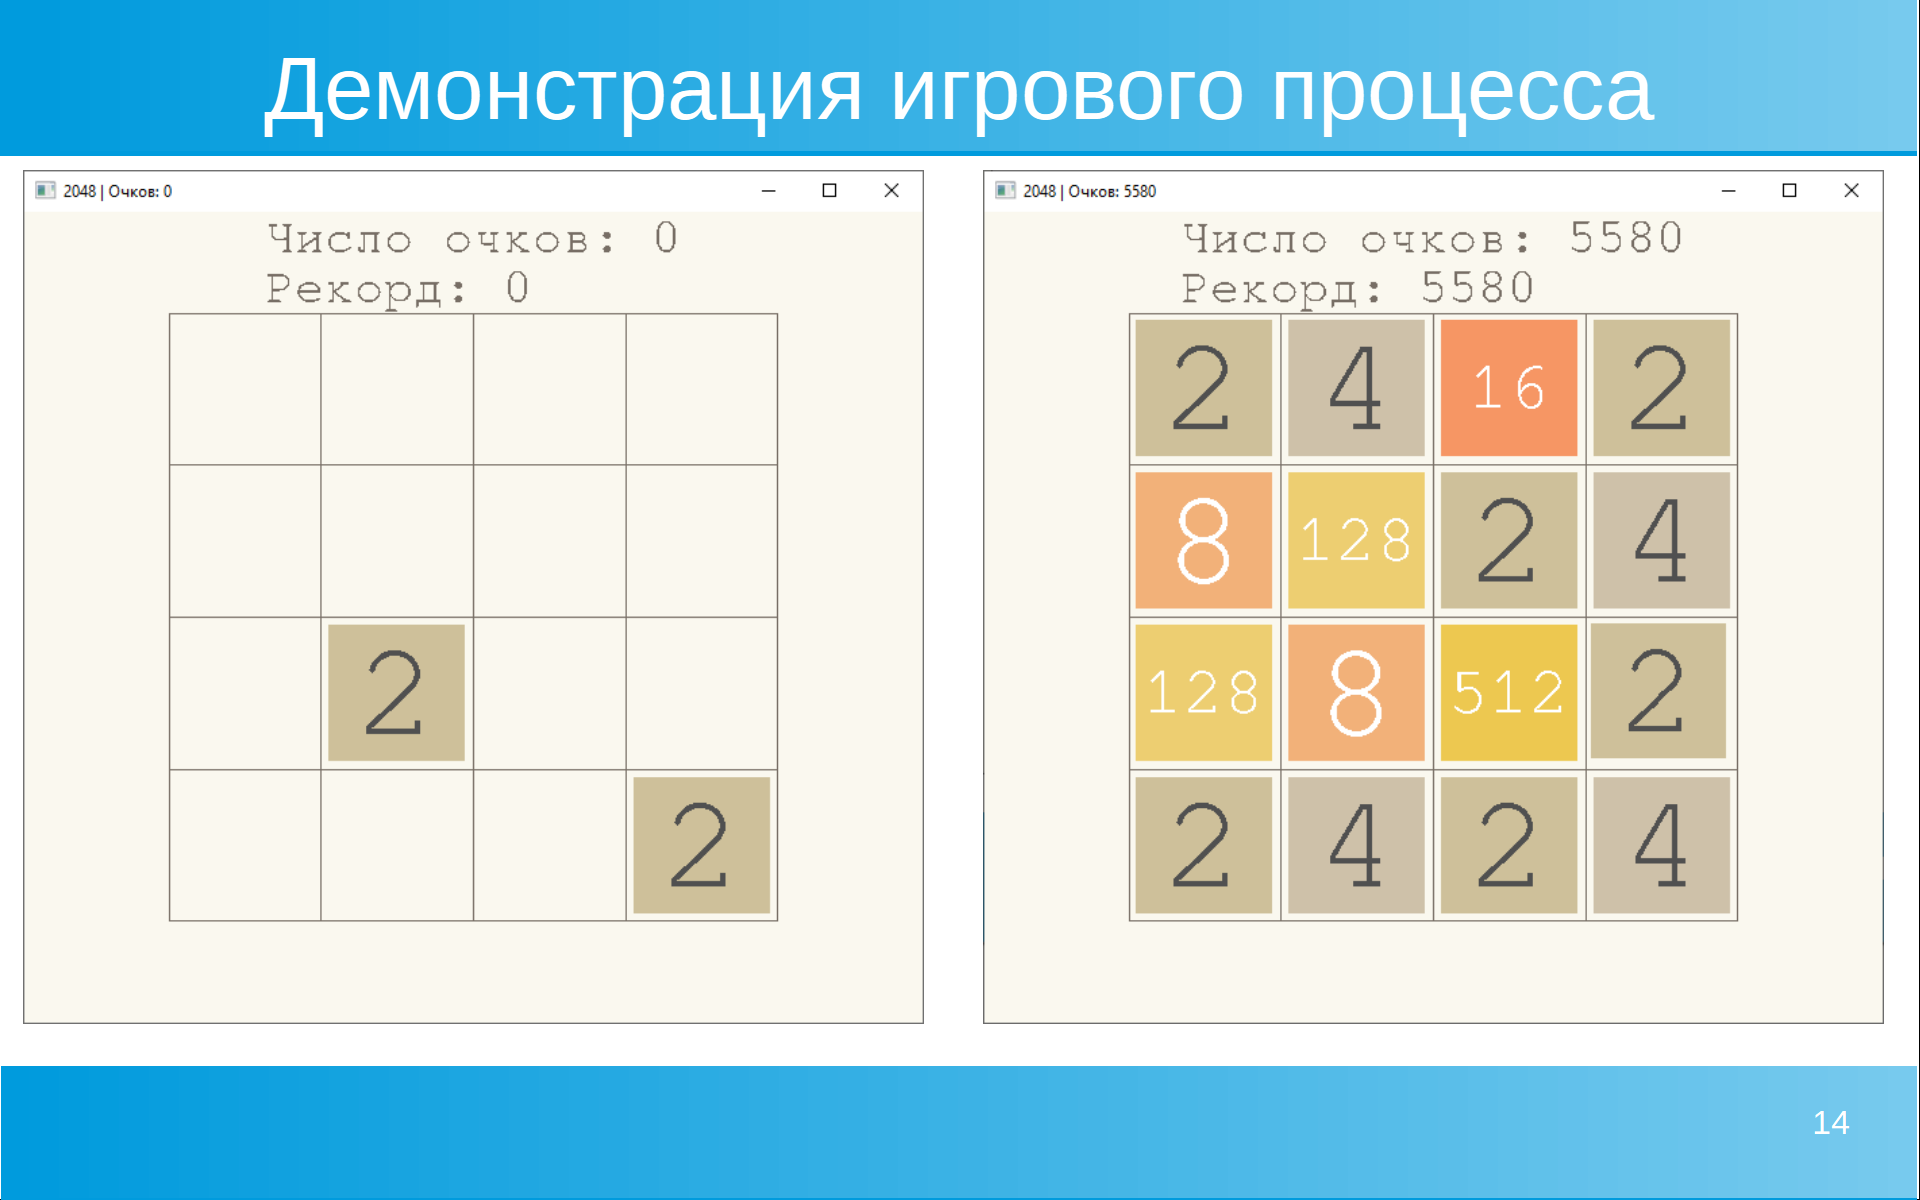 Демонстрация игрового процесса
2048 | Очков: 0
Число очков: 0
Рекорд: 0
2
2
2048 | Очков: 5580
Число очков: 5580
Рекорд: 5580
2 4 16 2
8 128 2 4
128 8 512 2
2 4 2 4
14